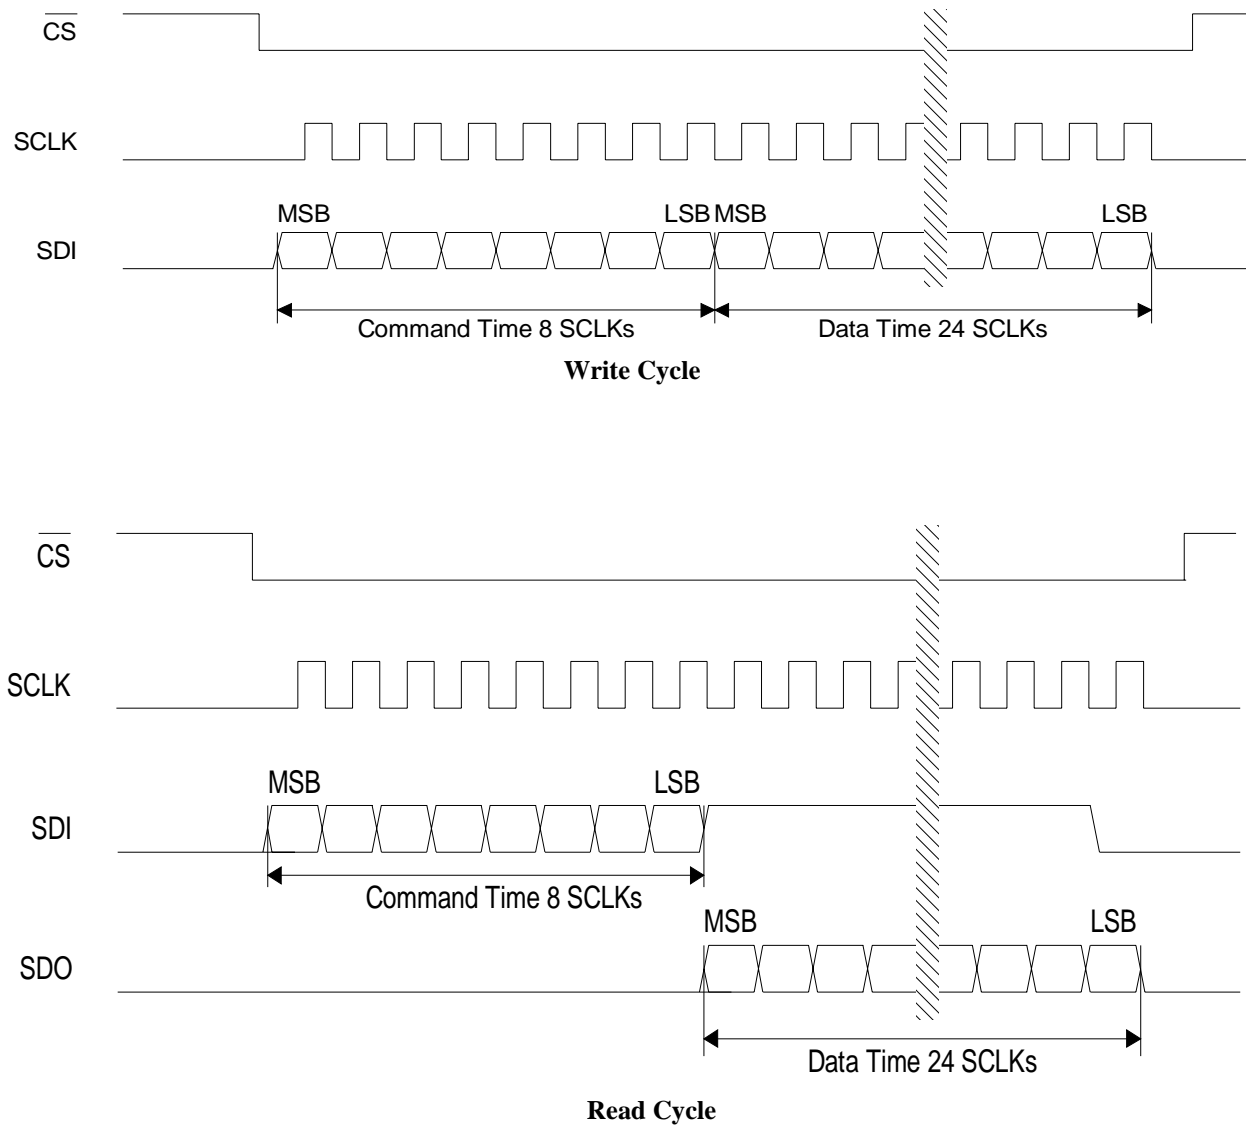 CS
SCLK
MSB LSB MSB LSB
SDI
Command Time 8 SCLKs Data Time 24 SCLKs
Write Cycle
CS
SCLK
MSB LSB
SDI
Command Time 8 SCLKs
MSB LSB
SDO
Data Time 24 SCLKs
Read Cycle